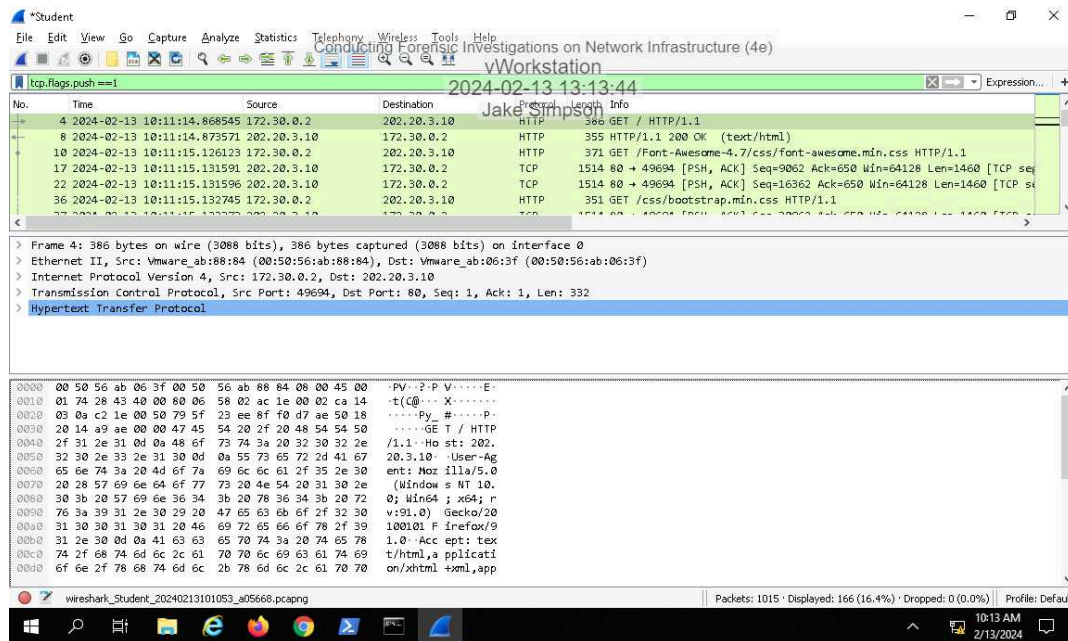 *Student
File Edit View Go Capture Analyze Statistics Telephony Wireless Tools Help
Conducting Forensic Investigations on Network Infrastructure (4e)
vWorkstation
2024-02-13 13:13:44
Jake Simpson
tcp.flags.push ==1
Expression... +
No. Time Source Destination Protocol Length Info
4 2024-02-13 10:11:14.868545 172.30.0.2 202.20.3.10 HTTP 386 GET / HTTP/1.1
8 2024-02-13 10:11:14.873571 202.20.3.10 172.30.0.2 HTTP 355 HTTP/1.1 200 OK (text/html)
10 2024-02-13 10:11:15.126123 172.30.0.2 202.20.3.10 HTTP 371 GET /Font-Awesome-4.7/css/font-awesome.min.css HTTP/1.1
17 2024-02-13 10:11:15.131591 202.20.3.10 172.30.0.2 TCP 1514 80 → 49694 [PSH, ACK] Seq=9062 Ack=650 Win=64128 Len=1460 [TCP seg
22 2024-02-13 10:11:15.131596 202.20.3.10 172.30.0.2 TCP 1514 80 → 49694 [PSH, ACK] Seq=16362 Ack=650 Win=64128 Len=1460 [TCP se
36 2024-02-13 10:11:15.132745 172.30.0.2 202.20.3.10 HTTP 351 GET /css/bootstrap.min.css HTTP/1.1
> Frame 4: 386 bytes on wire (3088 bits), 386 bytes captured (3088 bits) on interface 0
> Ethernet II, Src: Vmware_ab:88:84 (00:50:56:ab:88:84), Dst: Vmware_ab:06:3f (00:50:56:ab:06:3f)
> Internet Protocol Version 4, Src: 172.30.0.2, Dst: 202.20.3.10
> Transmission Control Protocol, Src Port: 49694, Dst Port: 80, Seq: 1, Ack: 1, Len: 332
> Hypertext Transfer Protocol
0000 00 50 56 ab 06 3f 00 50 56 ab 88 84 08 00 45 00 ·PV··?·P V·····E·
0010 01 74 28 43 40 00 80 06 58 02 ac 1e 00 02 ca 14 ·t(C@··· X·······
0020 03 0a c2 1e 00 50 79 5f 23 ee 8f f0 d7 ae 50 18 ·····Py_ #·····P·
0030 20 14 a9 ae 00 00 47 45 54 20 2f 20 48 54 54 50 ······GE T / HTTP
0040 2f 31 2e 31 0d 0a 48 6f 73 74 3a 20 32 30 32 2e /1.1··Ho st: 202.
0050 32 30 2e 33 2e 31 30 0d 0a 55 73 65 72 2d 41 67 20.3.10· ·User-Ag
0060 65 6e 74 3a 20 4d 6f 7a 69 6c 6c 61 2f 35 2e 30 ent: Moz illa/5.0
0070 20 28 57 69 6e 64 6f 77 73 20 4e 54 20 31 30 2e (Window s NT 10.
0080 30 3b 20 57 69 6e 36 34 3b 20 78 36 34 3b 20 72 0; Win64 ; x64; r
0090 76 3a 39 31 2e 30 29 20 47 65 63 6b 6f 2f 32 30 v:91.0) Gecko/20
00a0 31 30 30 31 30 31 20 46 69 72 65 66 6f 78 2f 39 100101 F irefox/9
00b0 31 2e 30 0d 0a 41 63 63 65 70 74 3a 20 74 65 78 1.0··Acc ept: tex
00c0 74 2f 68 74 6d 6c 2c 61 70 70 6c 69 63 61 74 69 t/html,a pplicati
00d0 6f 6e 2f 78 68 74 6d 6c 2b 78 6d 6c 2c 61 70 70 on/xhtml +xml,app
wireshark_Student_20240213101053_a05668.pcapng
Packets: 1015 · Displayed: 166 (16.4%) · Dropped: 0 (0.0%)
Profile: Defau
10:13 AM
2/13/2024